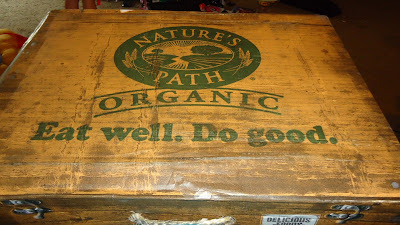 NATURE'S
PATH
®
ORGANIC
Eat well. Do good.
DELICIOUS